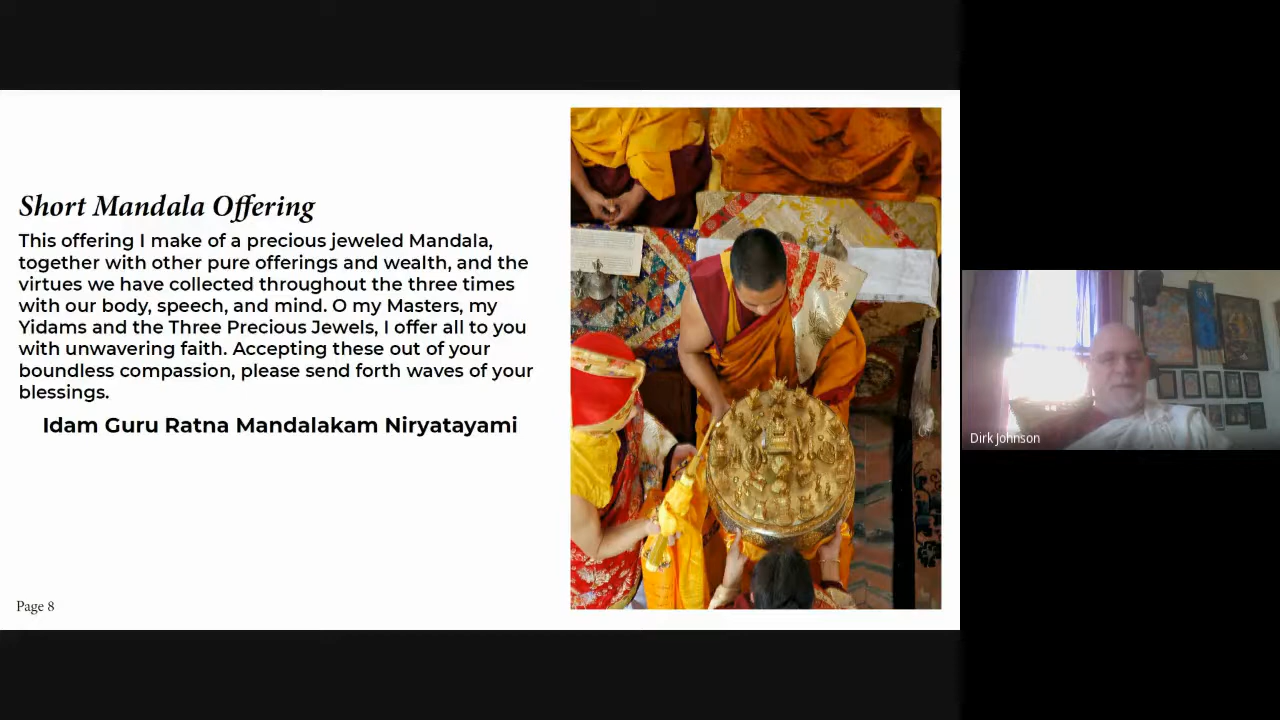 Short Mandala Offering
This offering I make of a precious jeweled Mandala,
together with other pure offerings and wealth, and the
virtues we have collected throughout the three times
with our body, speech, and mind. O my Masters, my
Yidams and the Three Precious Jewels, I offer all to you
with unwavering faith. Accepting these out of your
boundless compassion, please send forth waves of your
blessings.
Idam Guru Ratna Mandalakam Niryatayami
Page 8
Dirk Johnson